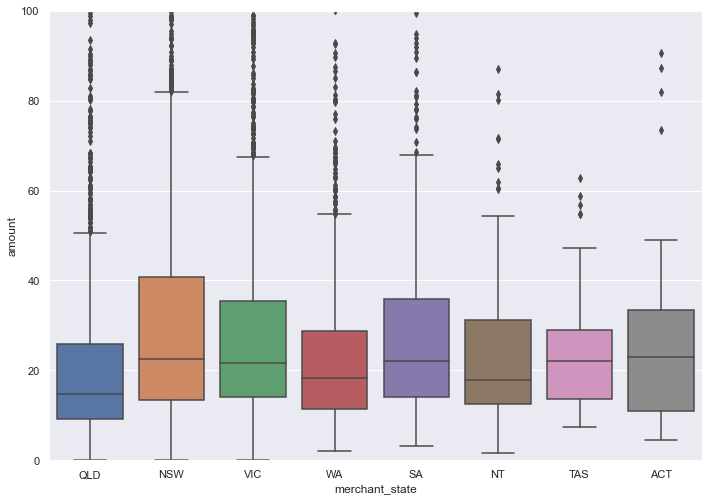 100
80
60
40
20
0
amount
QLD NSW VIC WA SA NT TAS ACT
merchant_state